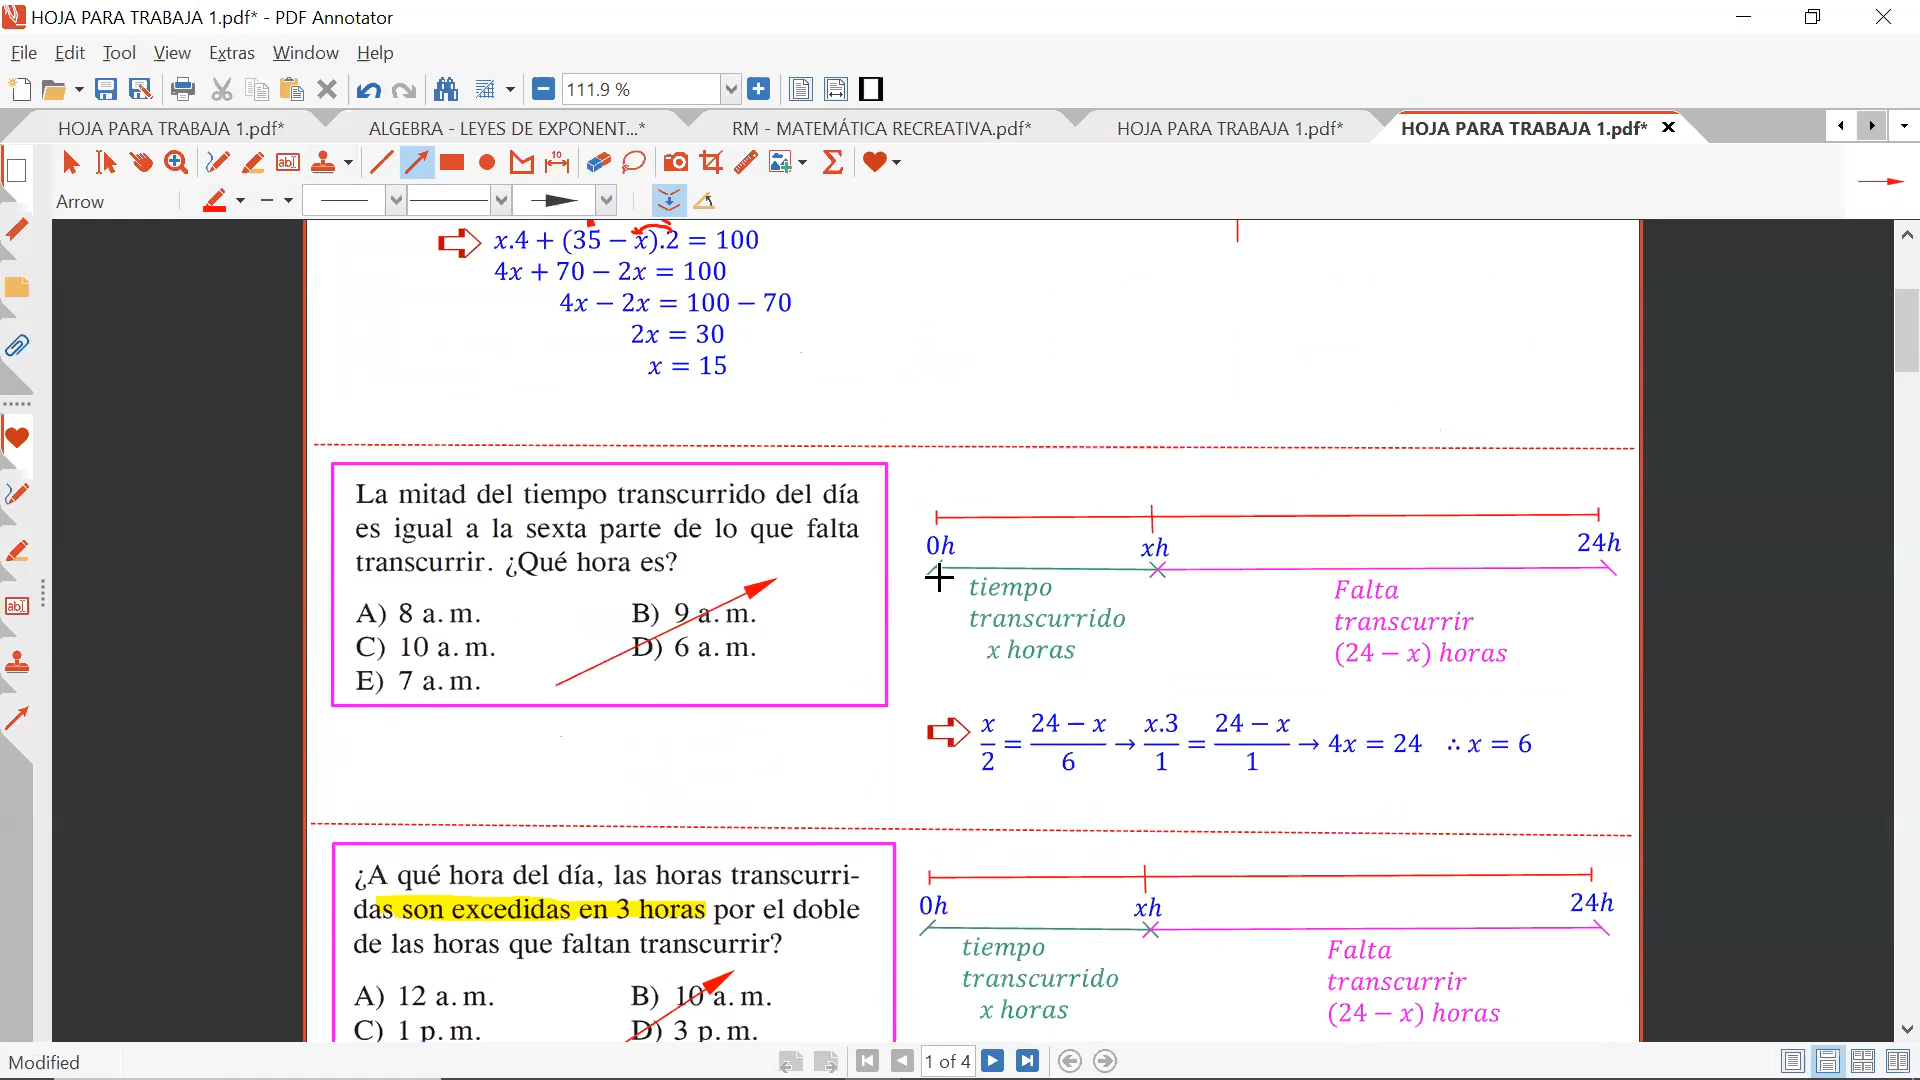 HOJA PARA TRABAJA 1.pdf* - PDF Annotator
File Edit Tool View Extras Window Help
111.9 %
HOJA PARA TRABAJA 1.pdf* ALGEBRA - LEYES DE EXPONENT...* RM - MATEMÁTICA RECREATIVA.pdf* HOJA PARA TRABAJA 1.pdf* HOJA PARA TRABAJA 1.pdf*
Arrow
x.4 + (35 − x).2 = 100
4x + 70 − 2x = 100
4x − 2x = 100 − 70
2x = 30
x = 15
La mitad del tiempo transcurrido del día
es igual a la sexta parte de lo que falta
transcurrir. ¿Qué hora es?
A) 8 a. m. B) 9 a. m.
C) 10 a. m. D) 6 a. m.
E) 7 a. m.
0h xh 24h
tiempo
transcurrido
x horas
Falta
transcurrir
(24 − x) horas
x/2 = (24 − x)/6 → x.3/1 = (24 − x)/1 → 4x = 24 ∴ x = 6
¿A qué hora del día, las horas transcurri-
das son excedidas en 3 horas por el doble
de las horas que faltan transcurrir?
A) 12 a. m. B) 10 a. m.
C) 1 p. m. D) 3 p. m.
0h xh 24h
tiempo
transcurrido
x horas
Falta
transcurrir
(24 − x) horas
Modified
1 of 4